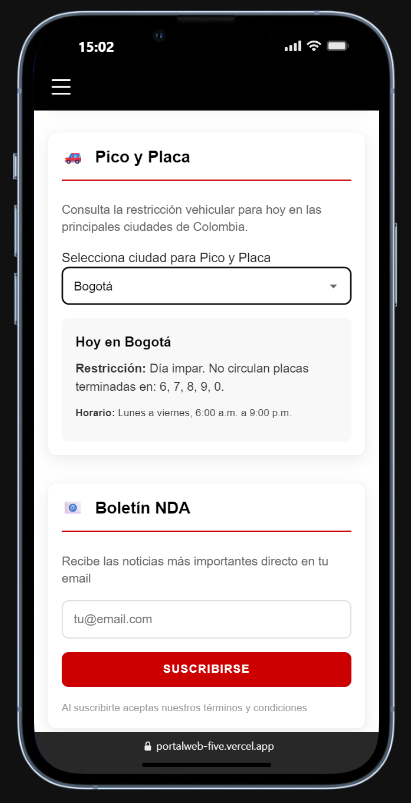 15:02
Pico y Placa
Consulta la restricción vehicular para hoy en las
principales ciudades de Colombia.
Selecciona ciudad para Pico y Placa
Bogotá
Hoy en Bogotá
Restricción: Día impar. No circulan placas
terminadas en: 6, 7, 8, 9, 0.
Horario: Lunes a viernes, 6:00 a.m. a 9:00 p.m.
Boletín NDA
Recibe las noticias más importantes directo en tu
email
tu@email.com
SUSCRIBIRSE
Al suscribirte aceptas nuestros términos y condiciones
portalweb-five.vercel.app